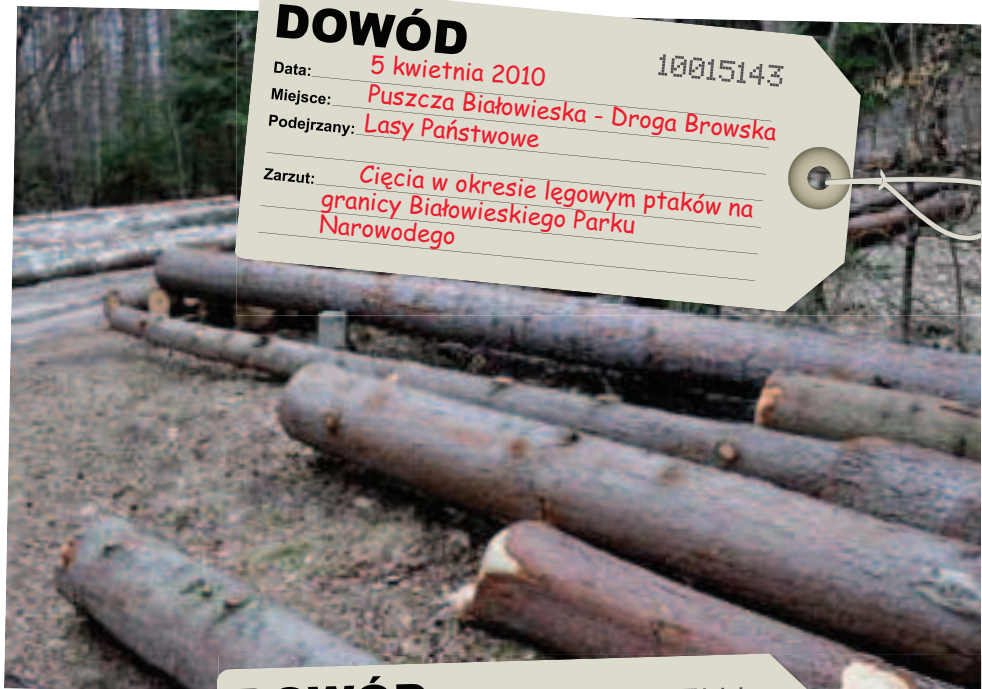 DOWÓD
10015143
Data: 5 kwietnia 2010
Miejsce: Puszcza Białowieska - Droga Browska
Podejrzany: Lasy Państwowe
Zarzut: Cięcia w okresie lęgowym ptaków na
granicy Białowieskiego Parku
Narowodego
DOWÓD